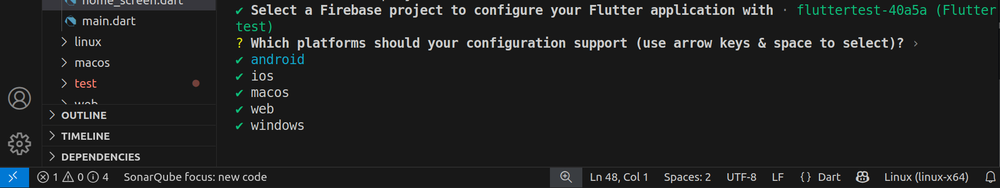 home_screen.dart
main.dart
linux
macos
test
web
OUTLINE
TIMELINE
DEPENDENCIES
✔ Select a Firebase project to configure your Flutter application with · fluttertest-40a5a (Flutter
test)
? Which platforms should your configuration support (use arrow keys & space to select)? ›
✔ android
✔ ios
✔ macos
✔ web
✔ windows
1 0 4 SonarQube focus: new code Ln 48, Col 1 Spaces: 2 UTF-8 LF {} Dart Linux (linux-x64)